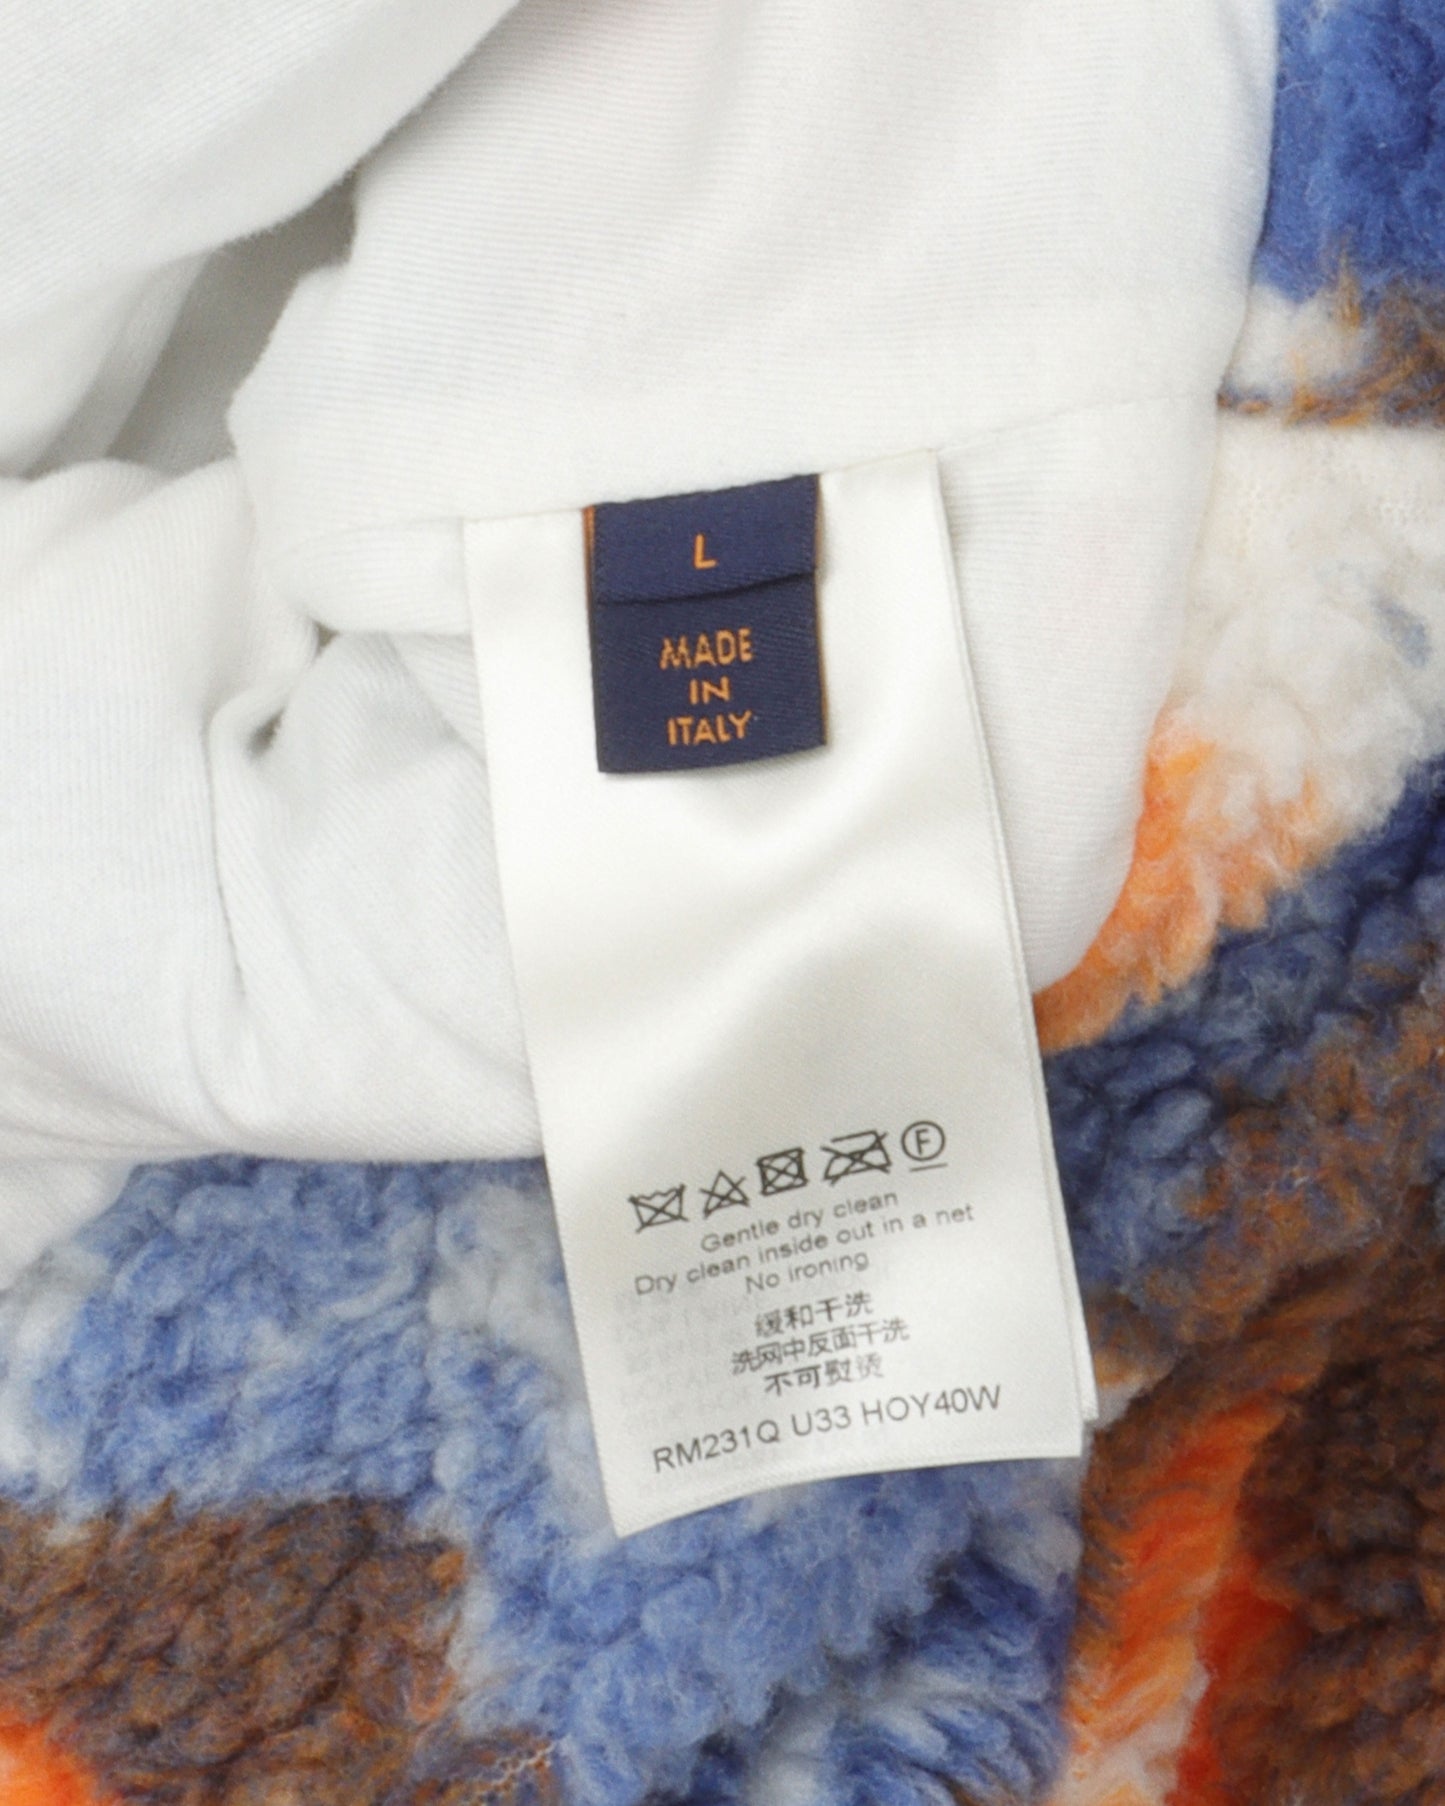 L
MADE
IN
ITALY
F
Gentle dry clean
Dry clean inside out in a net
No ironing
缓和干洗
洗网中反面干洗
不可熨烫
RM231Q U33 HOY40W